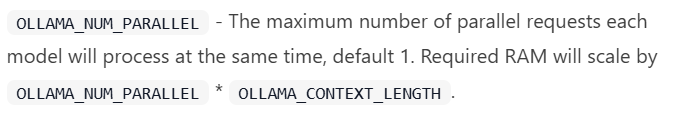 OLLAMA_NUM_PARALLEL - The maximum number of parallel requests each
model will process at the same time, default 1. Required RAM will scale by
OLLAMA_NUM_PARALLEL * OLLAMA_CONTEXT_LENGTH.